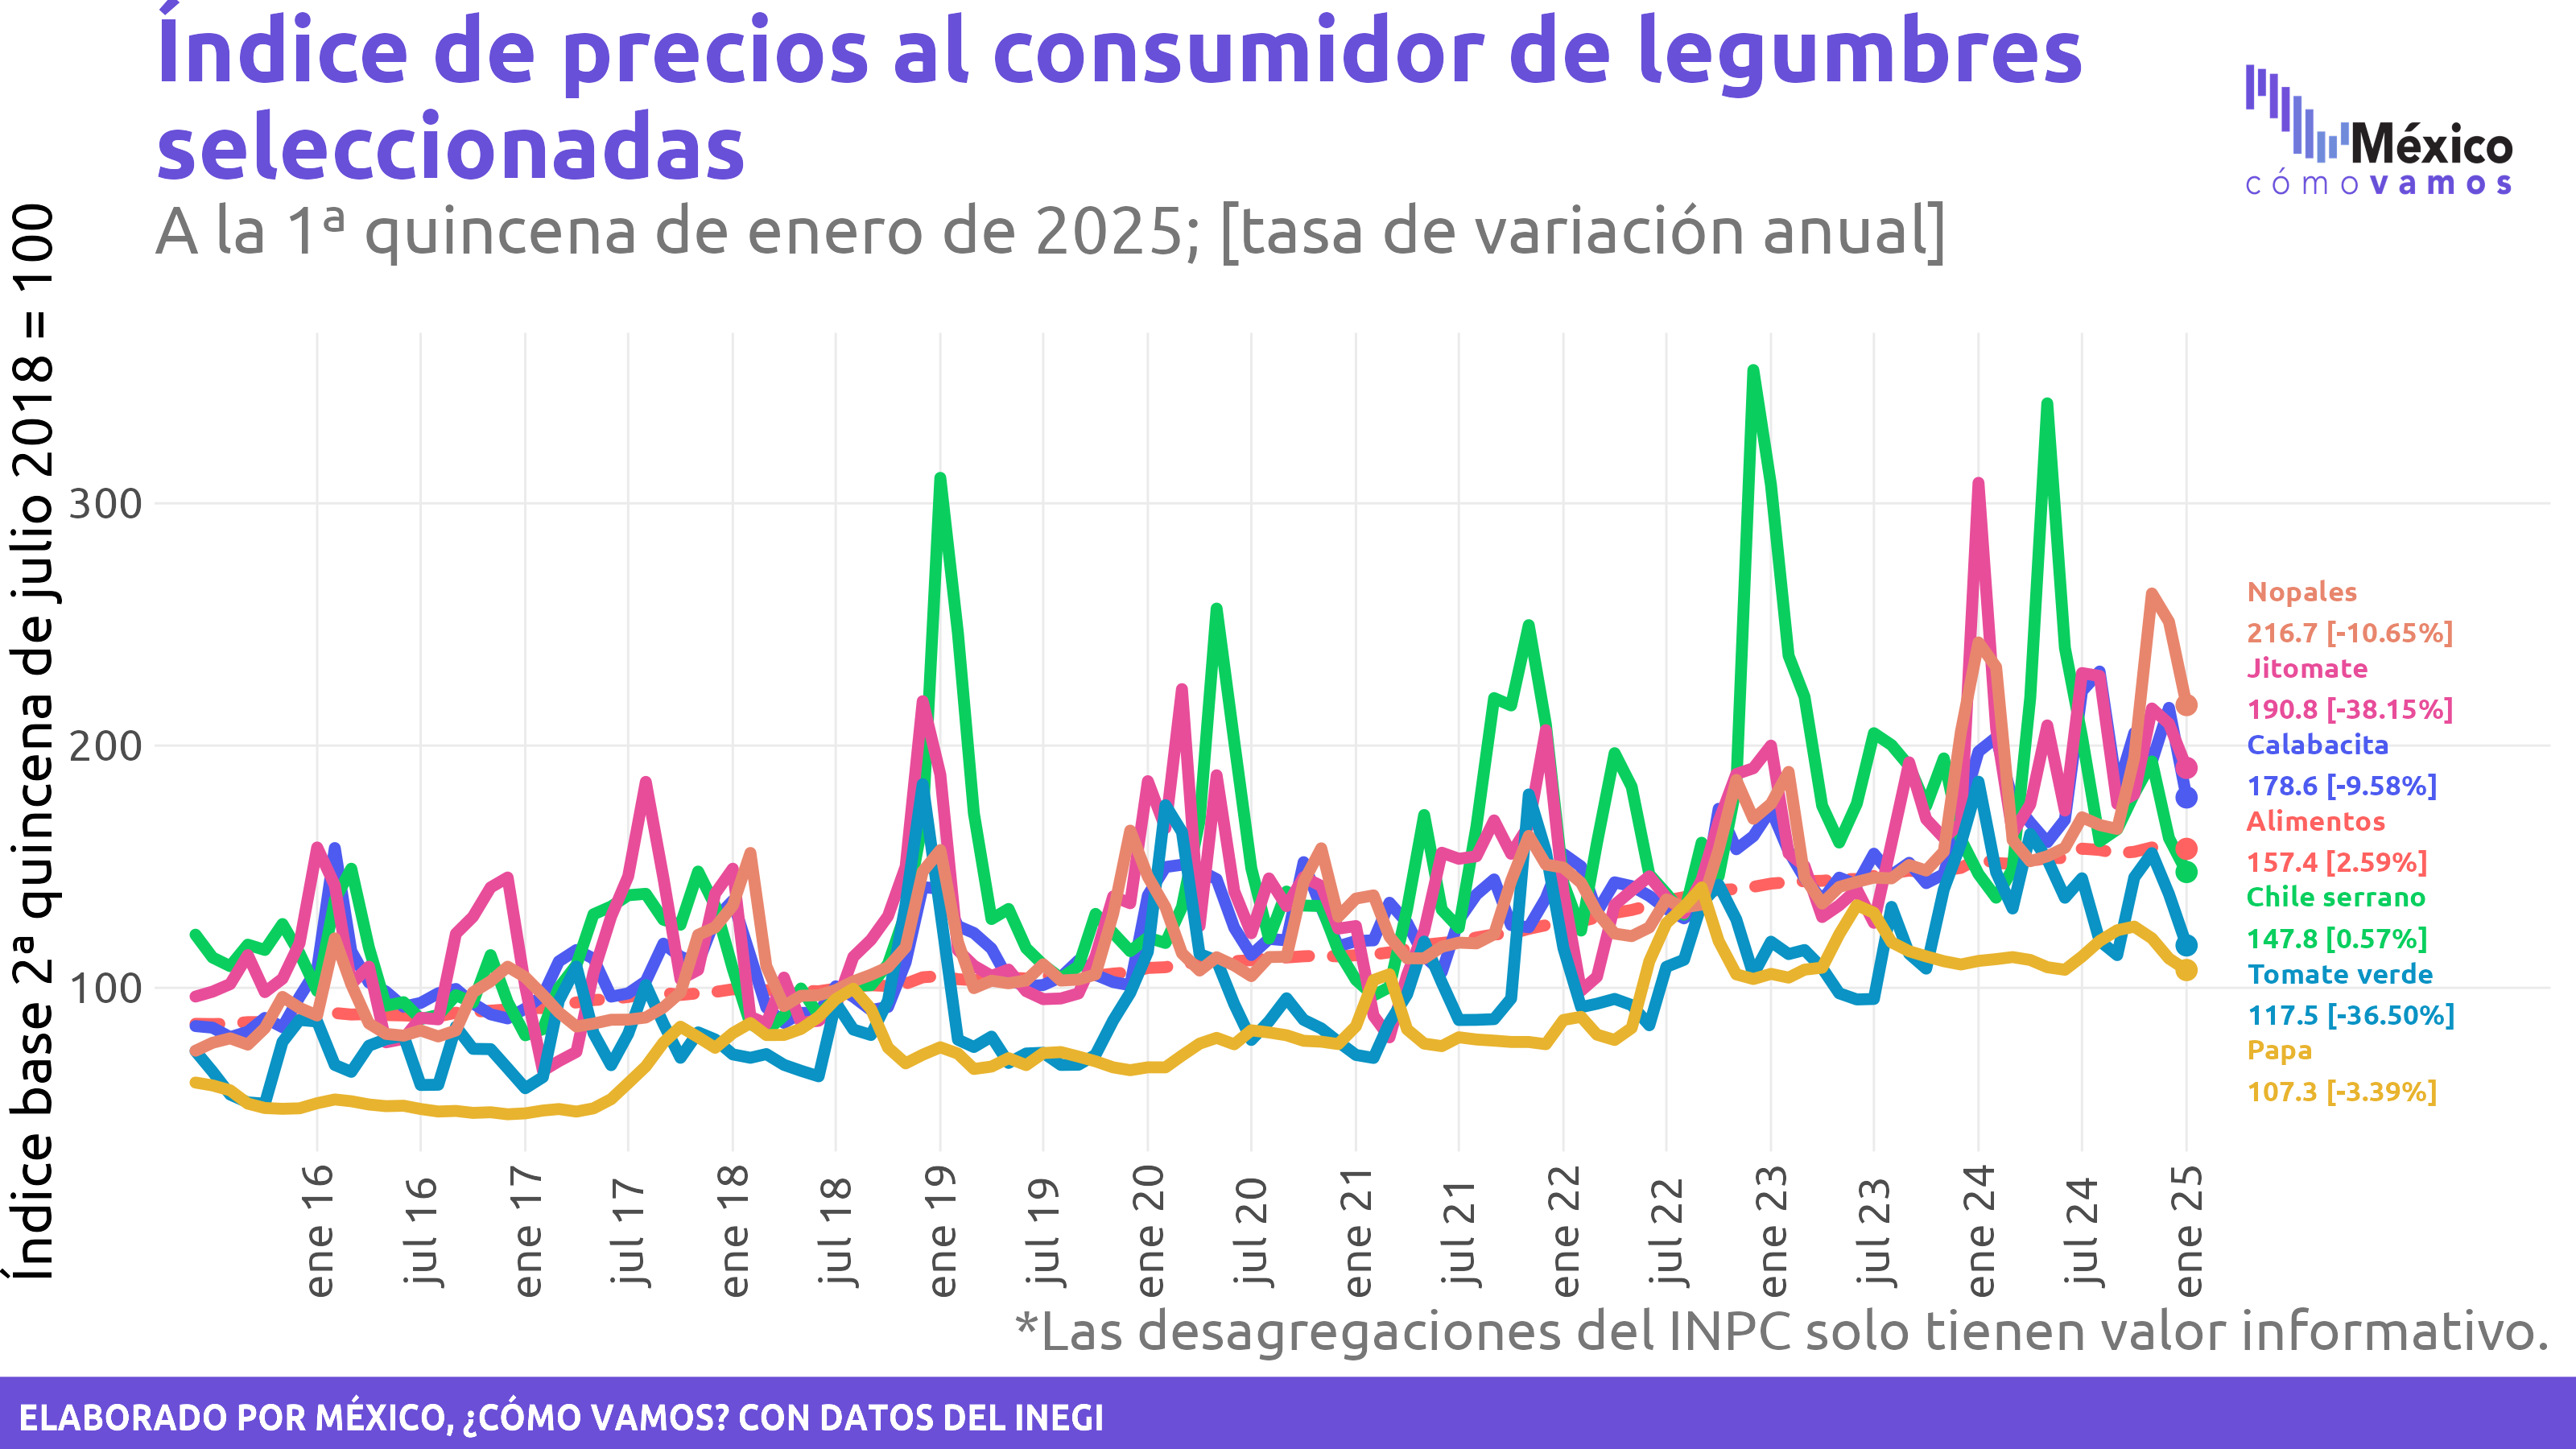 Índice de precios al consumidor de legumbres
seleccionadas
A la 1ª quincena de enero de 2025; [tasa de variación anual]
México
cómovamos
Índice base 2ª quincena de julio 2018 = 100
300
200
100
Nopales
216.7 [-10.65%]
Jitomate
190.8 [-38.15%]
Calabacita
178.6 [-9.58%]
Alimentos
157.4 [2.59%]
Chile serrano
147.8 [0.57%]
Tomate verde
117.5 [-36.50%]
Papa
107.3 [-3.39%]
ene 16
jul 16
ene 17
jul 17
ene 18
jul 18
ene 19
jul 19
ene 20
jul 20
ene 21
jul 21
ene 22
jul 22
ene 23
jul 23
ene 24
jul 24
ene 25
*Las desagregaciones del INPC solo tienen valor informativo.
ELABORADO POR MÉXICO, ¿CÓMO VAMOS? CON DATOS DEL INEGI